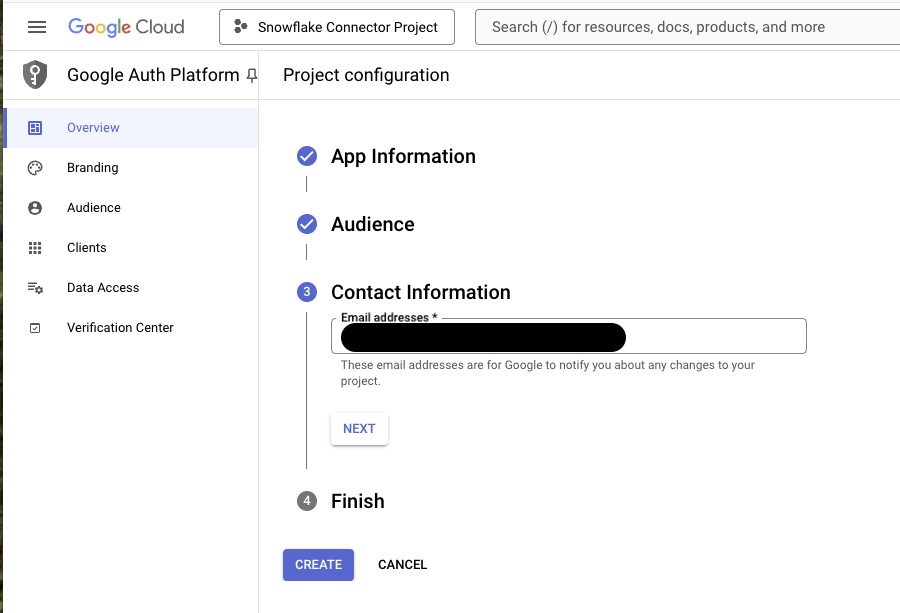 Google Cloud
Snowflake Connector Project
Search (/) for resources, docs, products, and more
Google Auth Platform
Project configuration
Overview
Branding
Audience
Clients
Data Access
Verification Center
App Information
Audience
3 Contact Information
Email addresses *
These email addresses are for Google to notify you about any changes to your
project.
NEXT
4 Finish
CREATE CANCEL